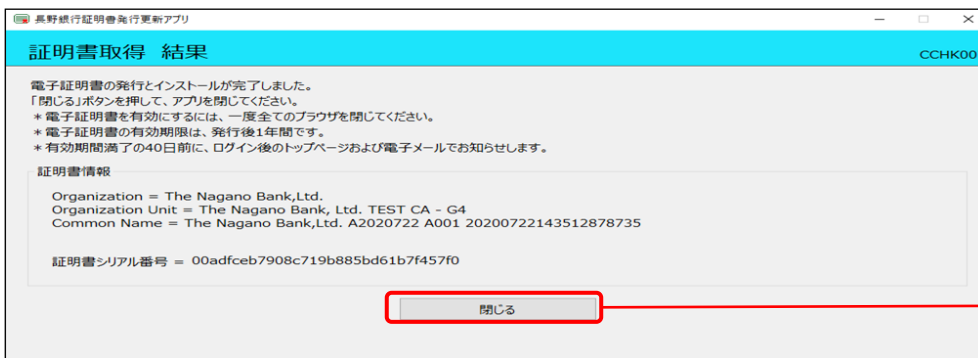 長野銀行証明書発行更新アプリ
証明書取得 結果
CCHK00
電子証明書の発行とインストールが完了しました。
「閉じる」ボタンを押して、アプリを閉じてください。
＊電子証明書を有効にするには、一度全てのブラウザを閉じてください。
＊電子証明書の有効期限は、発行後1年間です。
＊有効期間満了の40日前に、ログイン後のトップページおよび電子メールでお知らせします。
証明書情報
Organization = The Nagano Bank,Ltd.
Organization Unit = The Nagano Bank, Ltd. TEST CA - G4
Common Name = The Nagano Bank,Ltd. A2020722 A001 20200722143512878735
証明書シリアル番号 = 00adfceb7908c719b885bd61b7f457f0
閉じる